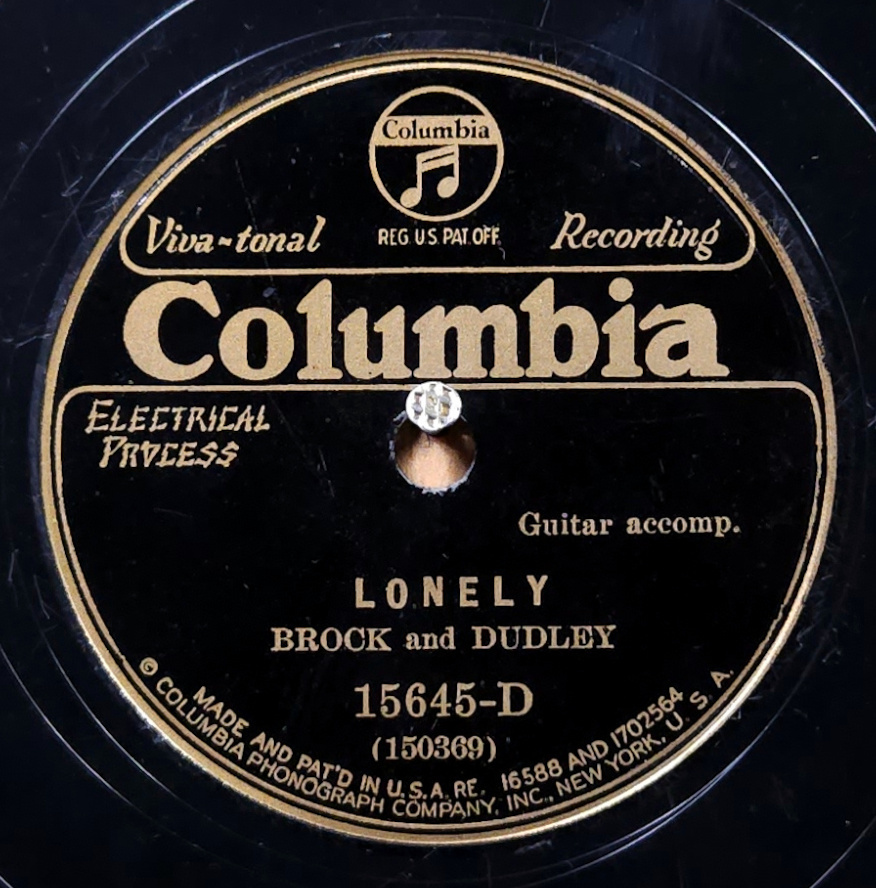 Columbia
Viva-tonal REG. U.S. PAT. OFF. Recording
Columbia
ELECTRICAL
PROCESS
Guitar accomp.
LONELY
BROCK and DUDLEY
15645-D
(150369)
MADE AND PAT'D IN U.S.A. RE. 16588 AND 1702564
© COLUMBIA PHONOGRAPH COMPANY, INC., NEW YORK, U. S. A.